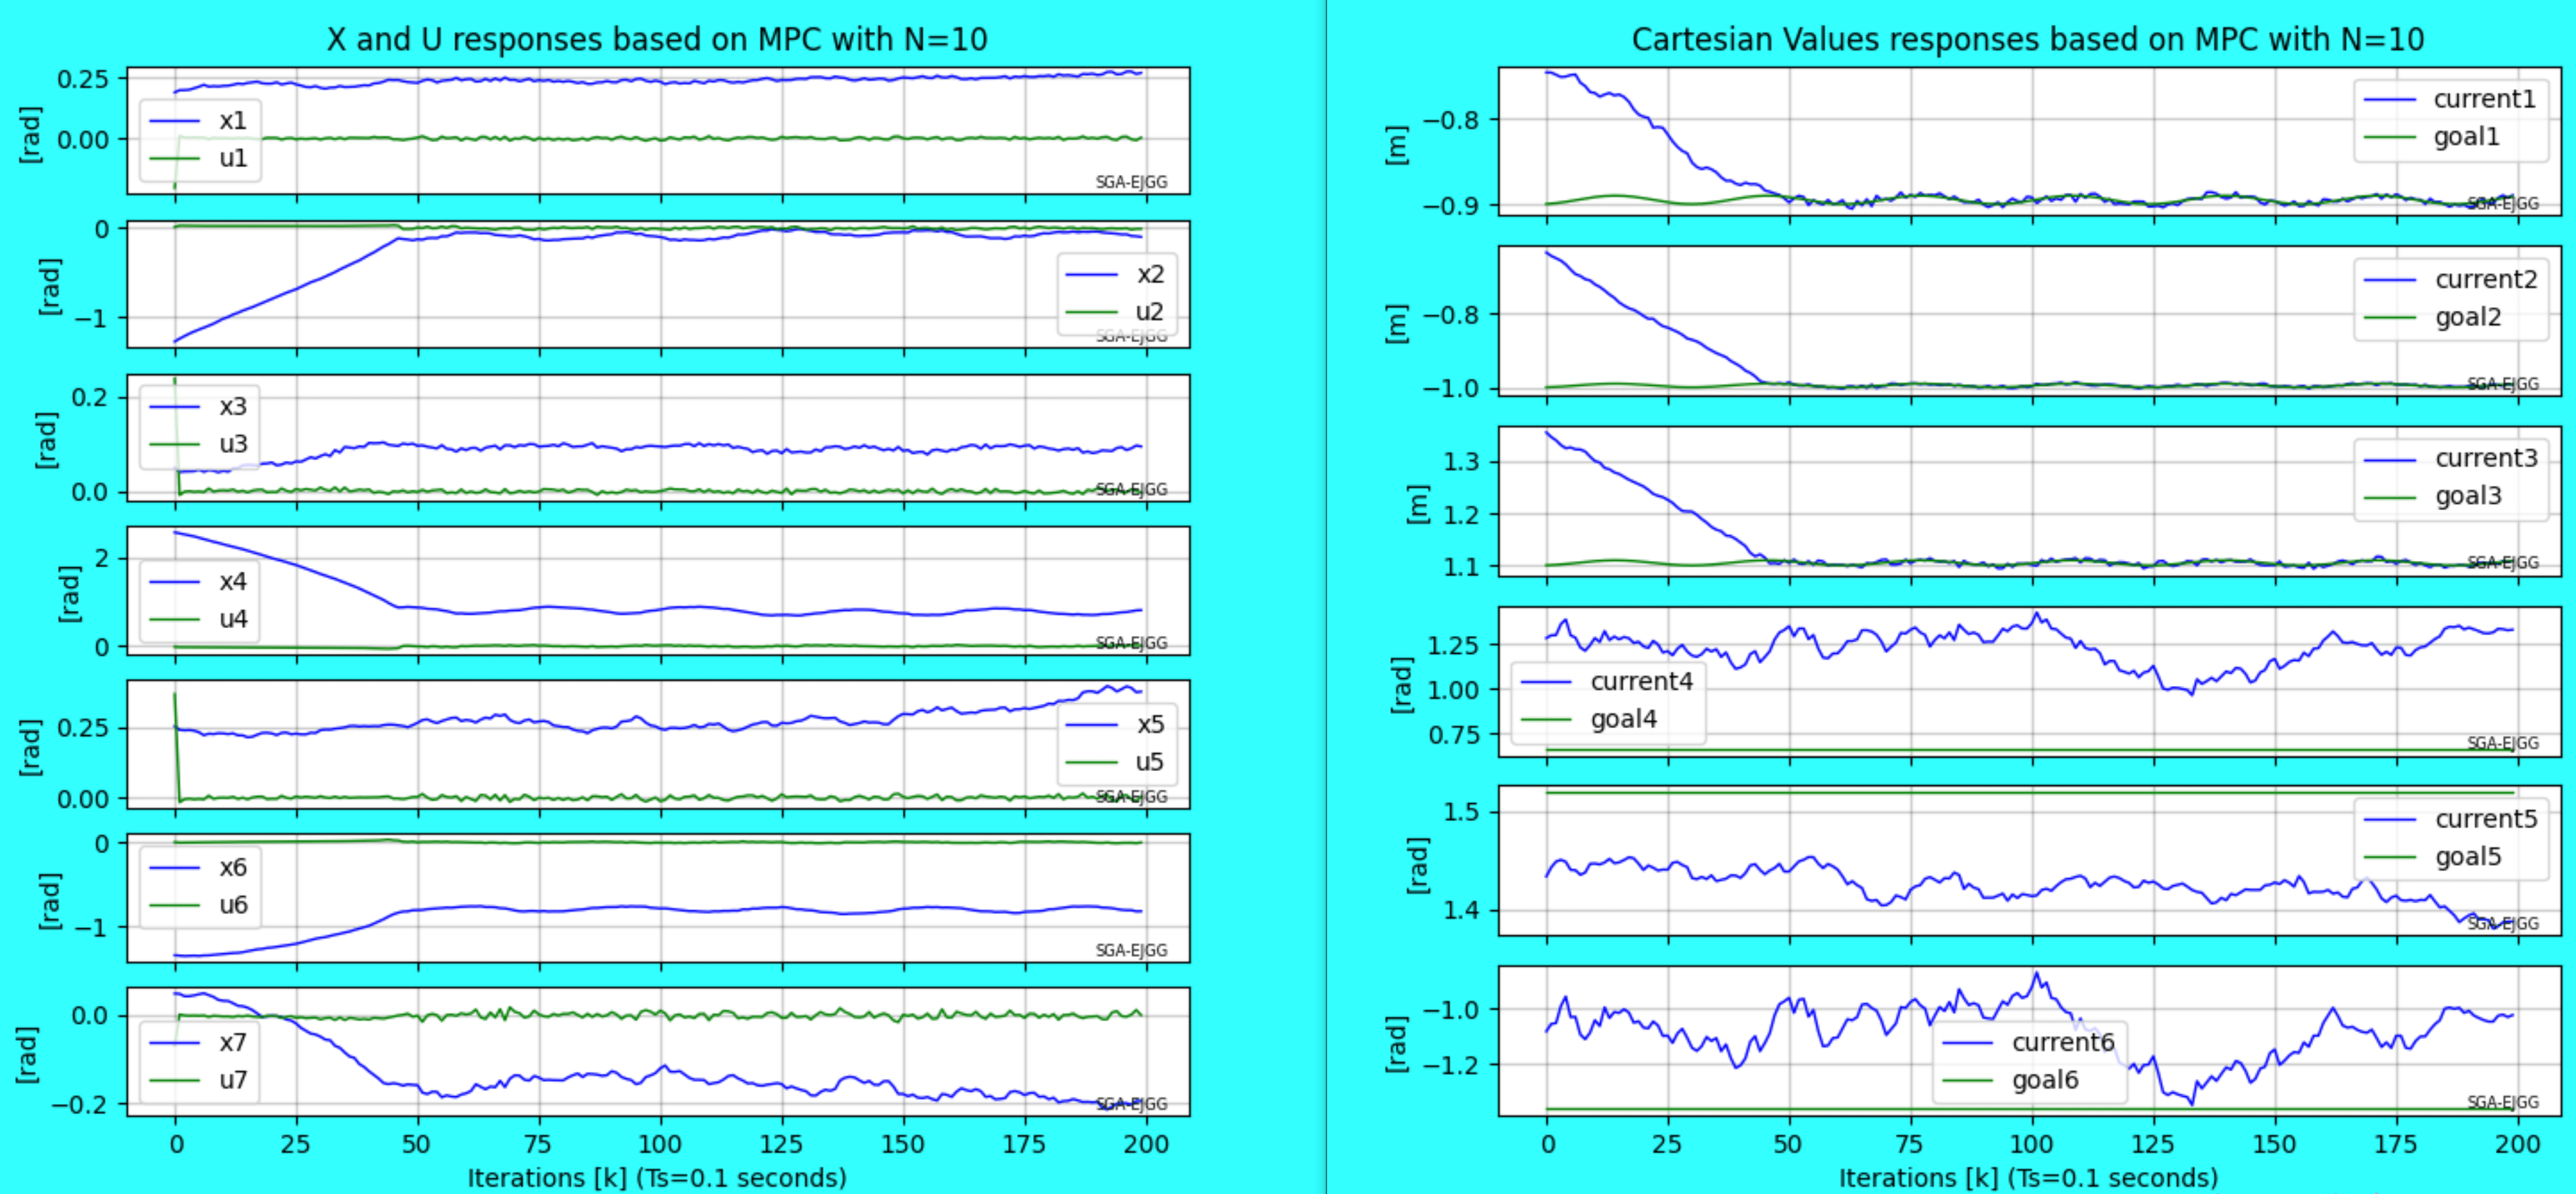 X and U responses based on MPC with N=10
0.25
0.00
[rad]
x1
u1
SGA-EJGG
0
−1
[rad]
x2
u2
SGA-EJGG
0.2
0.0
[rad]
x3
u3
SGA-EJGG
2
0
[rad]
x4
u4
SGA-EJGG
0.25
0.00
[rad]
x5
u5
SGA-EJGG
0
−1
[rad]
x6
u6
SGA-EJGG
0.0
−0.2
[rad]
x7
u7
SGA-EJGG
0 25 50 75 100 125 150 175 200
Iterations [k] (Ts=0.1 seconds)
Cartesian Values responses based on MPC with N=10
−0.8
−0.9
[m]
current1
goal1
SGA-EJGG
−0.8
−1.0
[m]
current2
goal2
SGA-EJGG
1.3
1.2
1.1
[m]
current3
goal3
SGA-EJGG
1.25
1.00
0.75
[rad]
current4
goal4
SGA-EJGG
1.5
1.4
[rad]
current5
goal5
SGA-EJGG
−1.0
−1.2
[rad]
current6
goal6
SGA-EJGG
0 25 50 75 100 125 150 175 200
Iterations [k] (Ts=0.1 seconds)